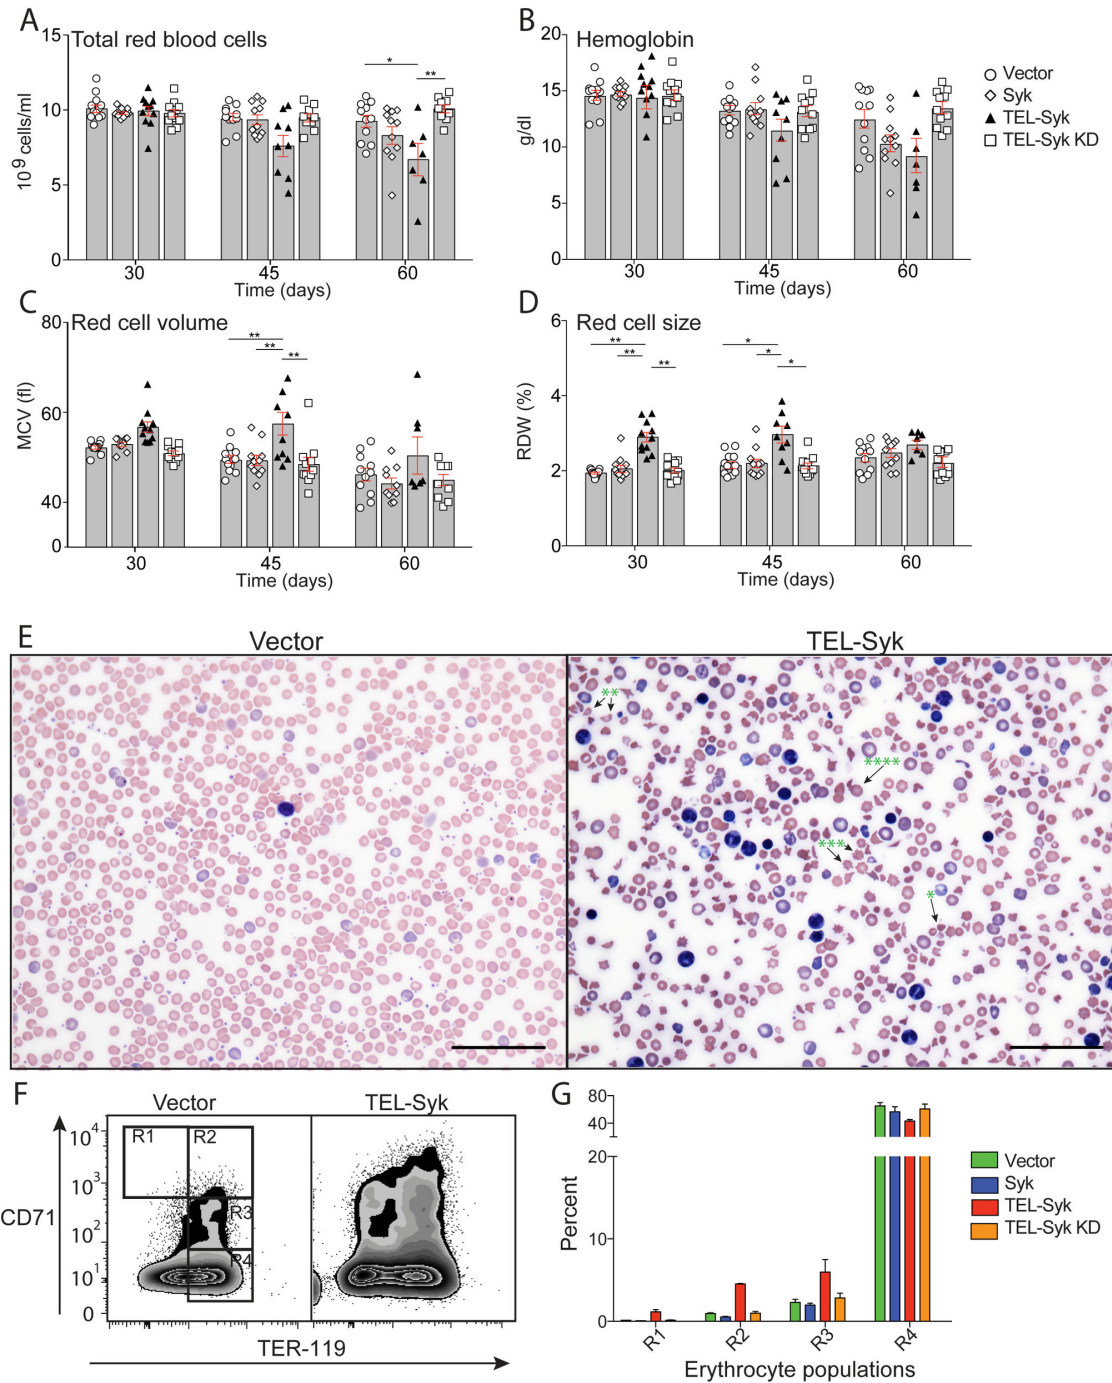 A
Total red blood cells
15
10
5
0
10⁹ cells/ml
*
**
30 45 60
Time (days)
B
Hemoglobin
20
15
10
5
0
g/dl
30 45 60
Time (days)
Vector
Syk
TEL-Syk
TEL-Syk KD
C
Red cell volume
80
60
40
0
MCV (fl)
**
**
**
30 45 60
Time (days)
D
Red cell size
6
4
2
0
RDW (%)
**
**
**
*
*
*
30 45 60
Time (days)
E
Vector
TEL-Syk
**
****
***
*
F
Vector
TEL-Syk
10⁴
10³
10²
10¹
0
CD71
R1
R2
R3
R4
TER-119
G
80
40
20
10
0
Percent
R1 R2 R3 R4
Erythrocyte populations
Vector
Syk
TEL-Syk
TEL-Syk KD